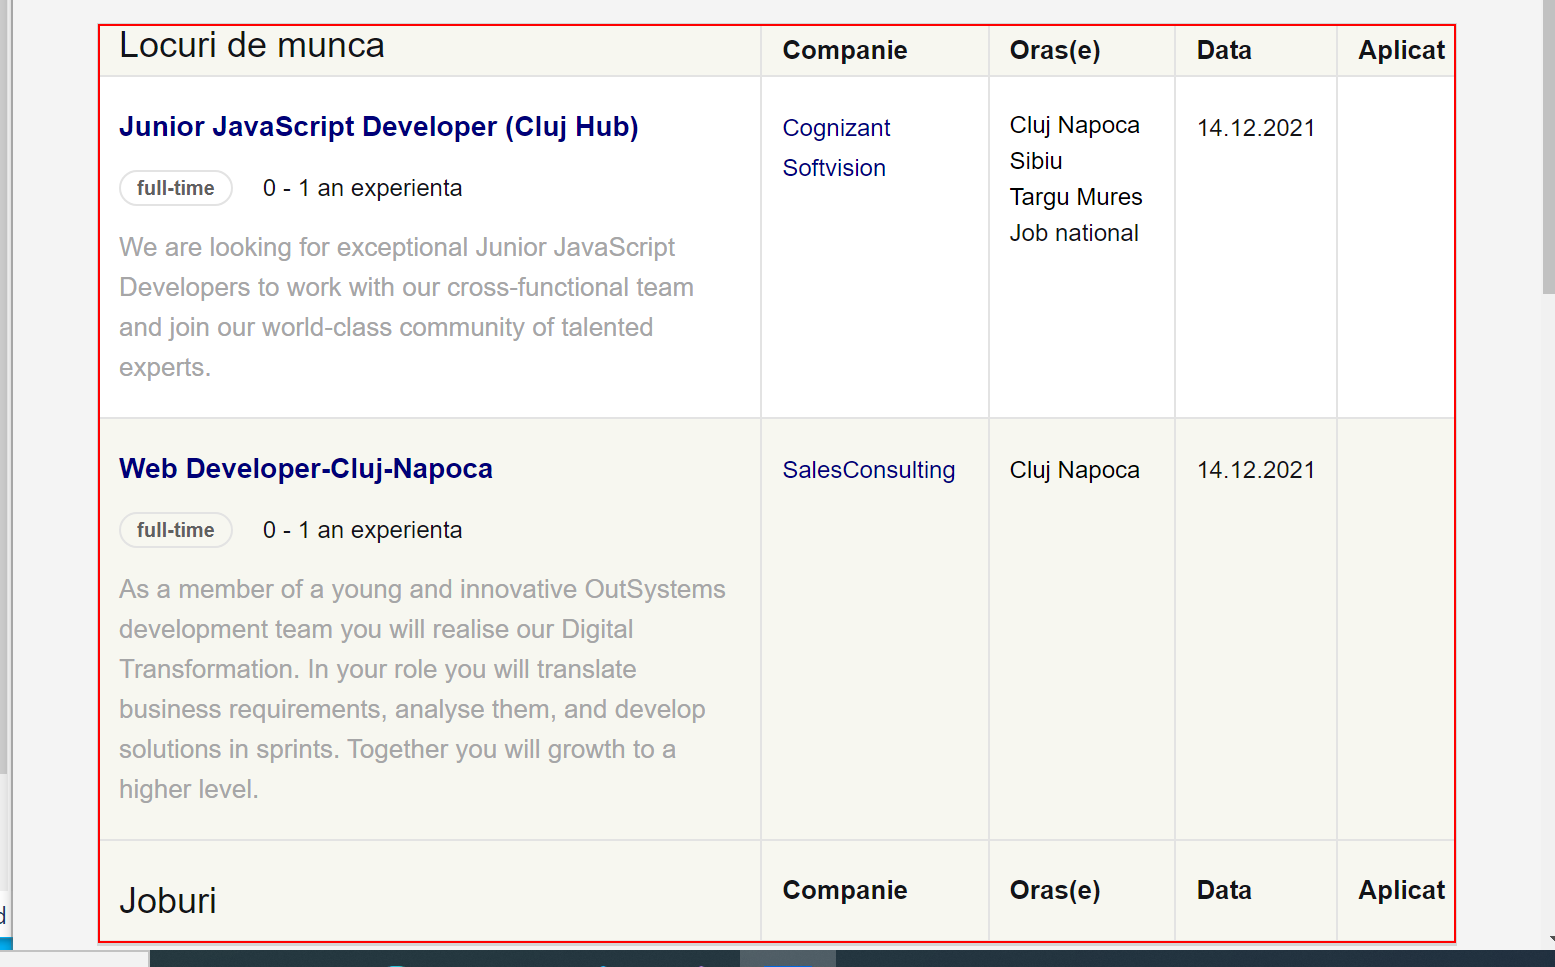 Locuri de munca
Companie
Oras(e)
Data
Aplicat
Junior JavaScript Developer (Cluj Hub)
full-time
0 - 1 an experienta
We are looking for exceptional Junior JavaScript
Developers to work with our cross-functional team
and join our world-class community of talented
experts.
Cognizant
Softvision
Cluj Napoca
Sibiu
Targu Mures
Job national
14.12.2021
Web Developer-Cluj-Napoca
full-time
0 - 1 an experienta
As a member of a young and innovative OutSystems
development team you will realise our Digital
Transformation. In your role you will translate
business requirements, analyse them, and develop
solutions in sprints. Together you will growth to a
higher level.
SalesConsulting
Cluj Napoca
14.12.2021
Joburi
Companie
Oras(e)
Data
Aplicat